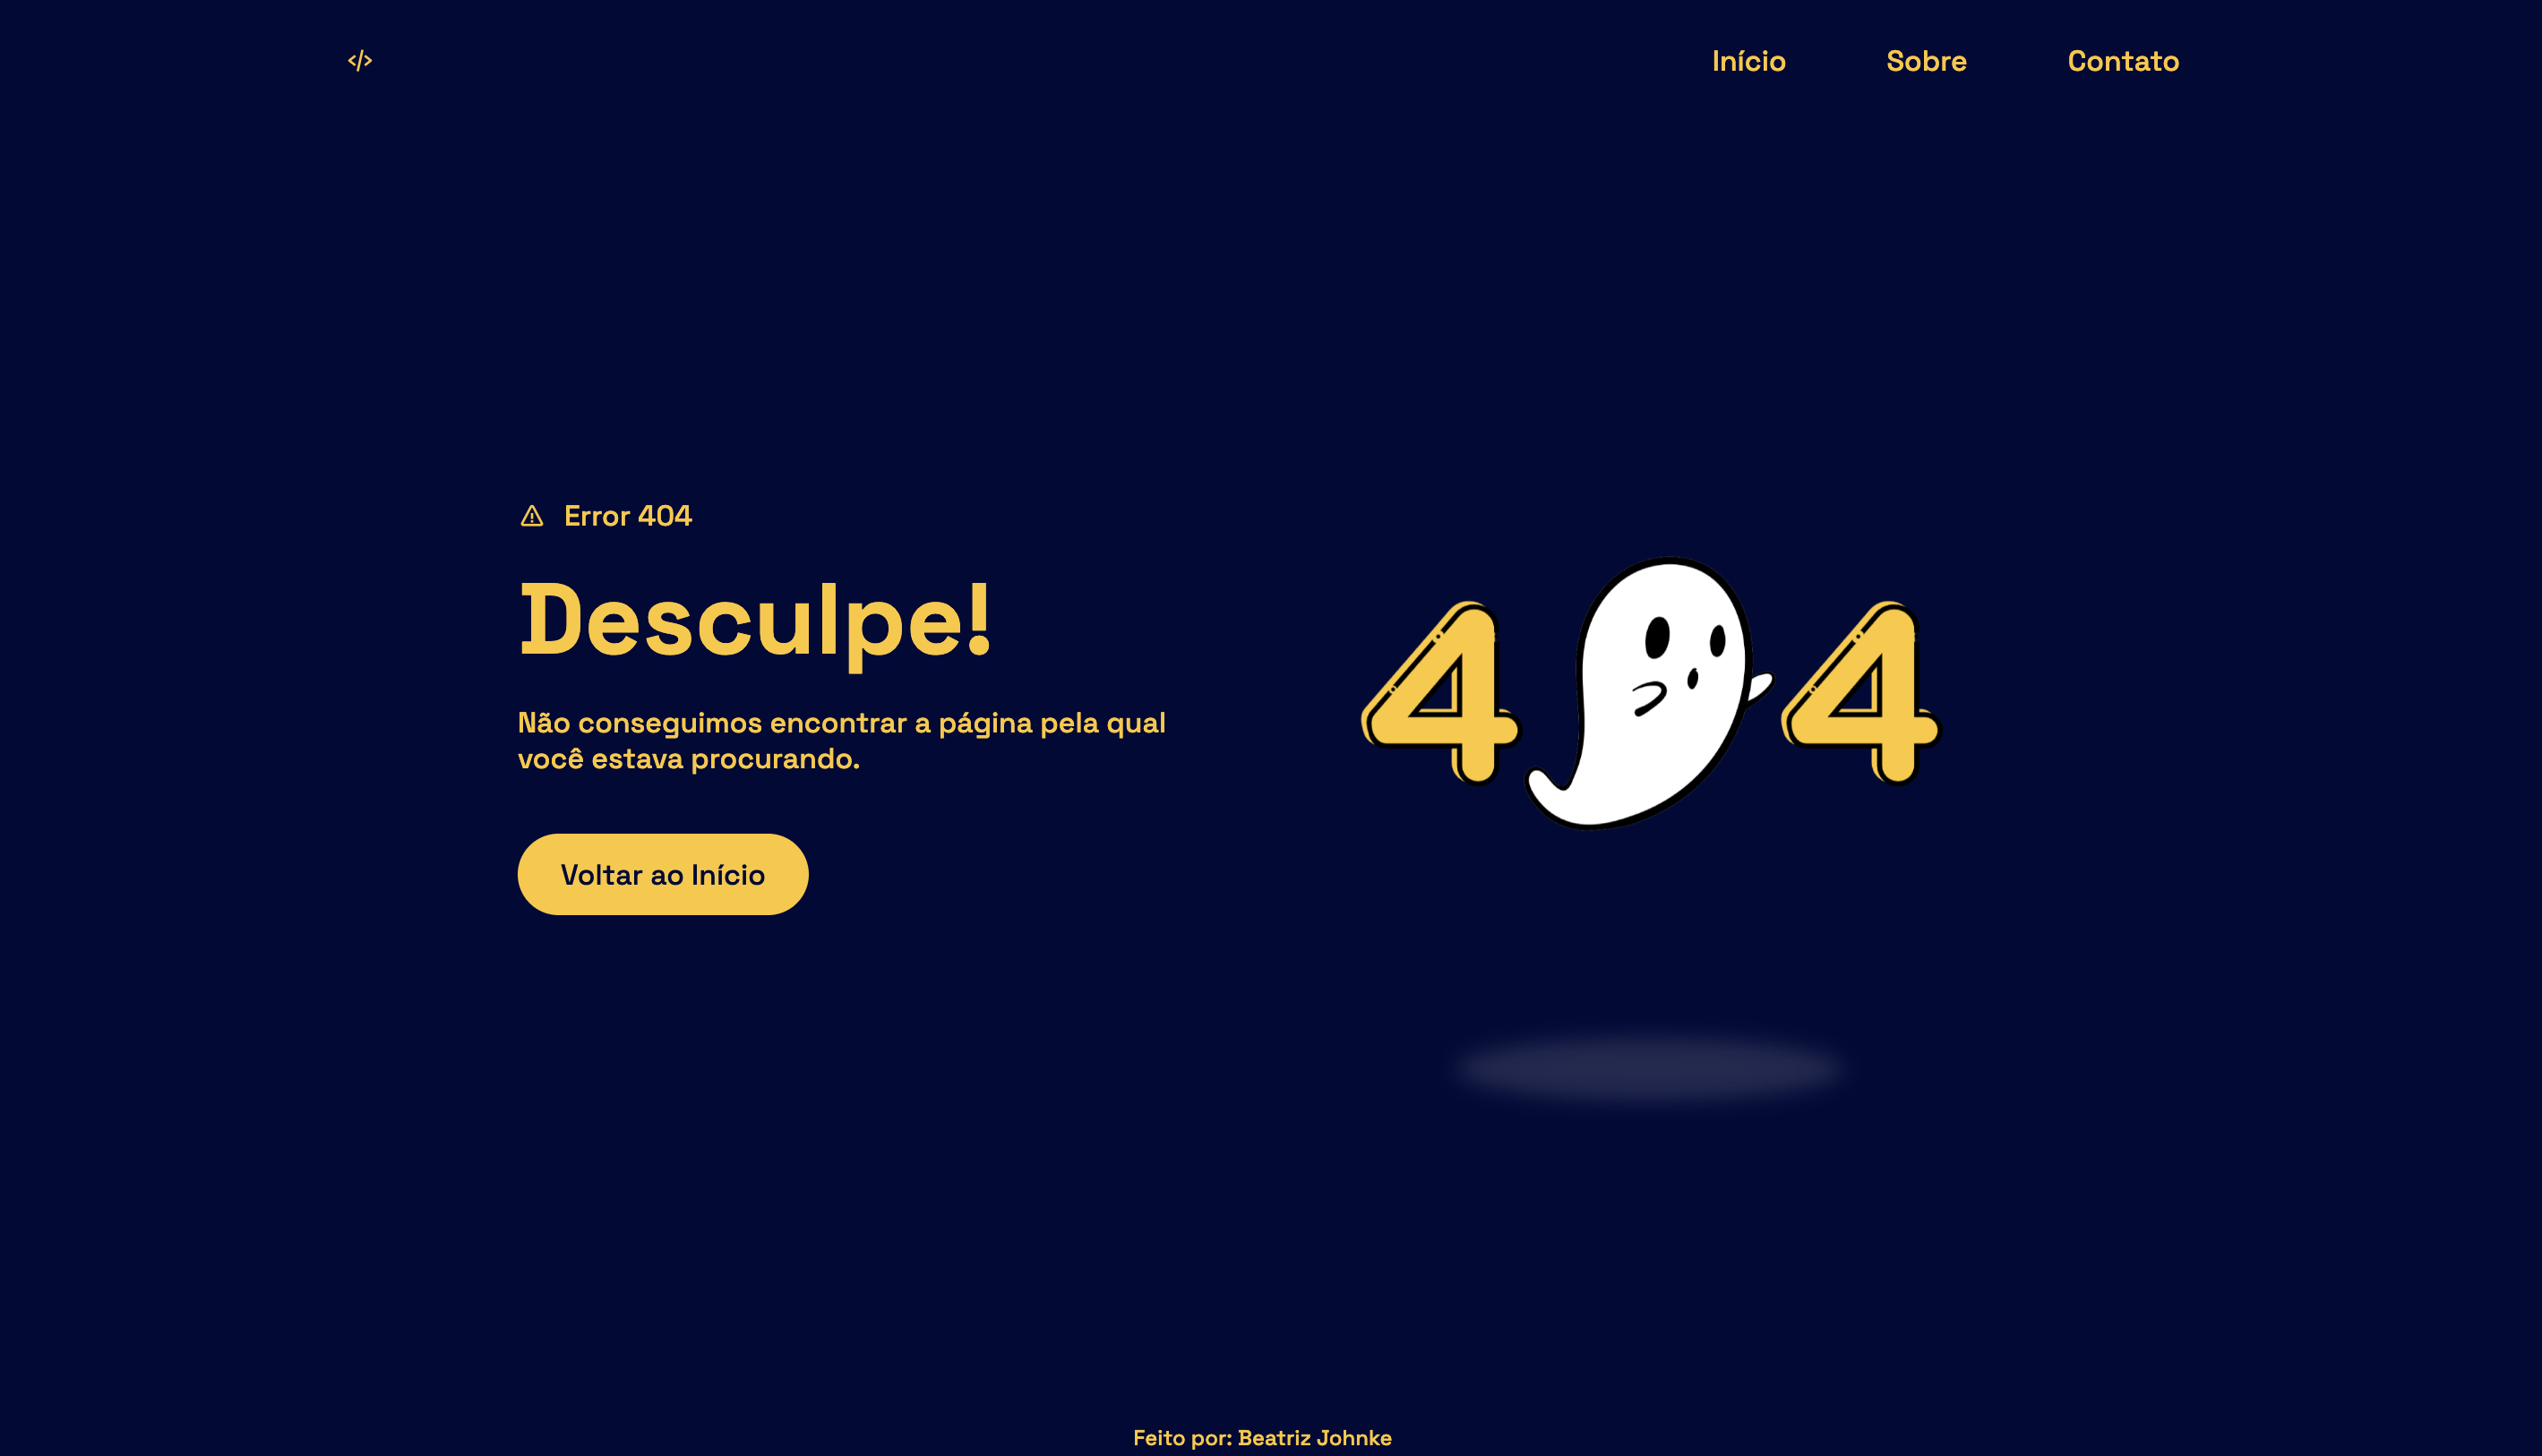 </>
Início Sobre Contato
Error 404
Desculpe!
Não conseguimos encontrar a página pela qual
você estava procurando.
Voltar ao Início
4 4
Feito por: Beatriz Johnke